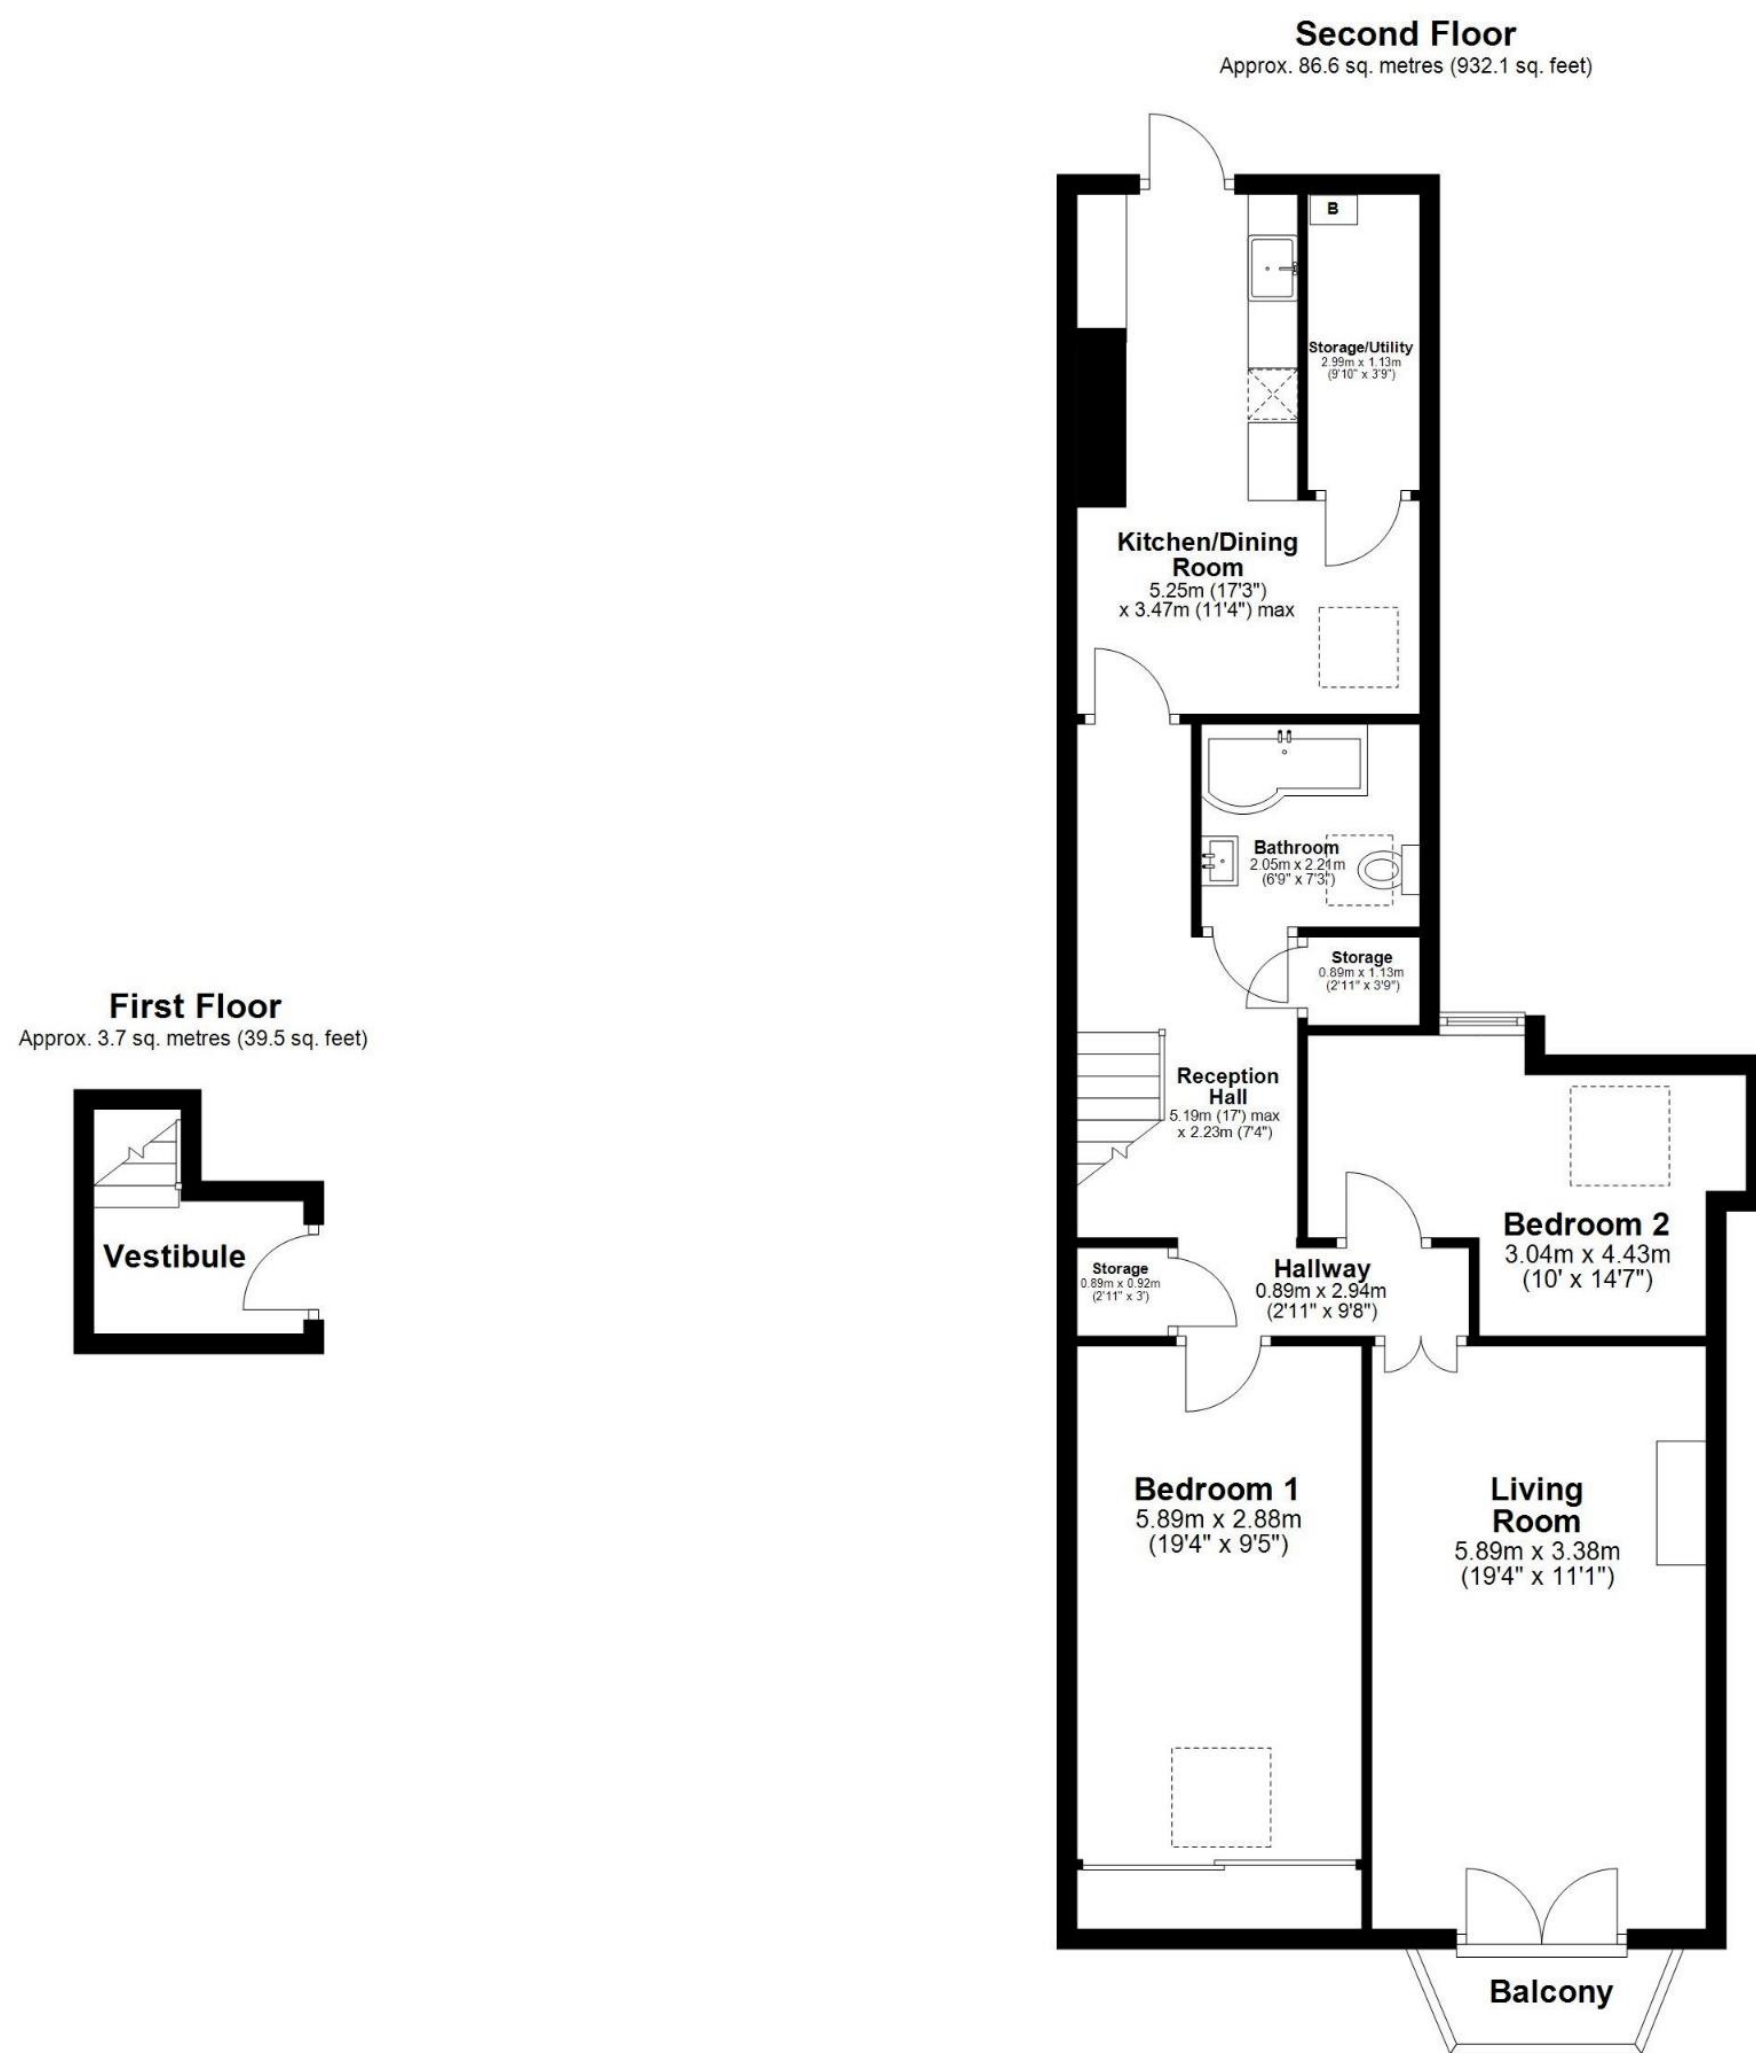 Second Floor
Approx. 86.6 sq. metres (932.1 sq. feet)
B
Storage/Utility
2.99m x 1.13m
(9'10" x 3'9")
Kitchen/Dining
Room
5.25m (17'3")
x 3.47m (11'4") max
Bathroom
2.05m x 2.21m
(6'9" x 7'3")
Storage
0.89m x 1.13m
(2'11" x 3'9")
First Floor
Approx. 3.7 sq. metres (39.5 sq. feet)
Vestibule
Reception
Hall
5.19m (17') max
x 2.23m (7'4")
Bedroom 2
3.04m x 4.43m
(10' x 14'7")
Storage
0.89m x 0.92m
(2'11" x 3')
Hallway
0.89m x 2.94m
(2'11" x 9'8")
Bedroom 1
5.89m x 2.88m
(19'4" x 9'5")
Living
Room
5.89m x 3.38m
(19'4" x 11'1")
Balcony